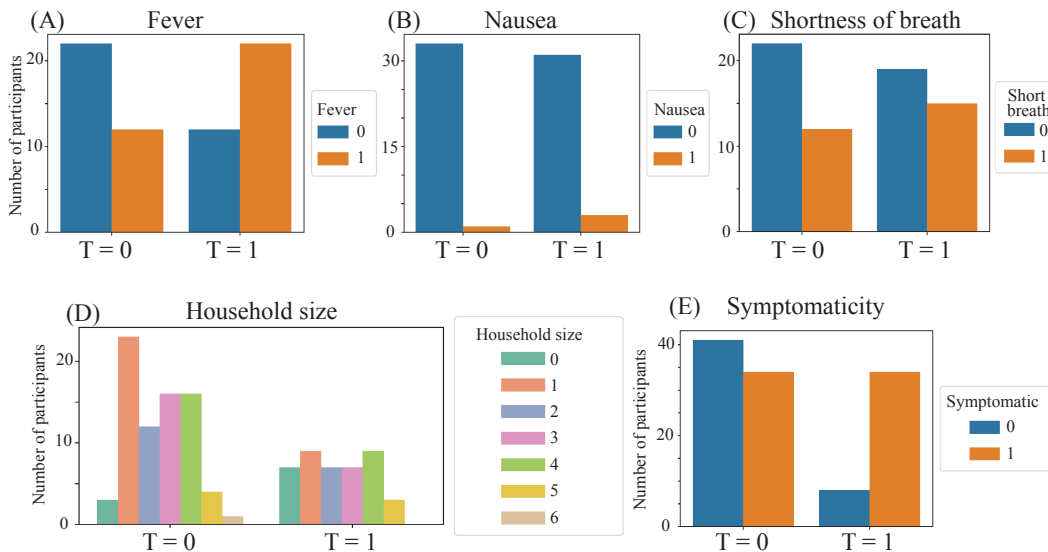 (A) Fever
Number of participants
20
10
0
T = 0
T = 1
Fever
0
1
(B) Nausea
30
15
0
T = 0
T = 1
Nausea
0
1
(C) Shortness of breath
20
10
0
T = 0
T = 1
Short
breath
0
1
(D) Household size
Number of participants
20
10
0
T = 0
T = 1
Household size
0
1
2
3
4
5
6
(E) Symptomaticity
Number of participants
40
20
0
T = 0
T = 1
Symptomatic
0
1